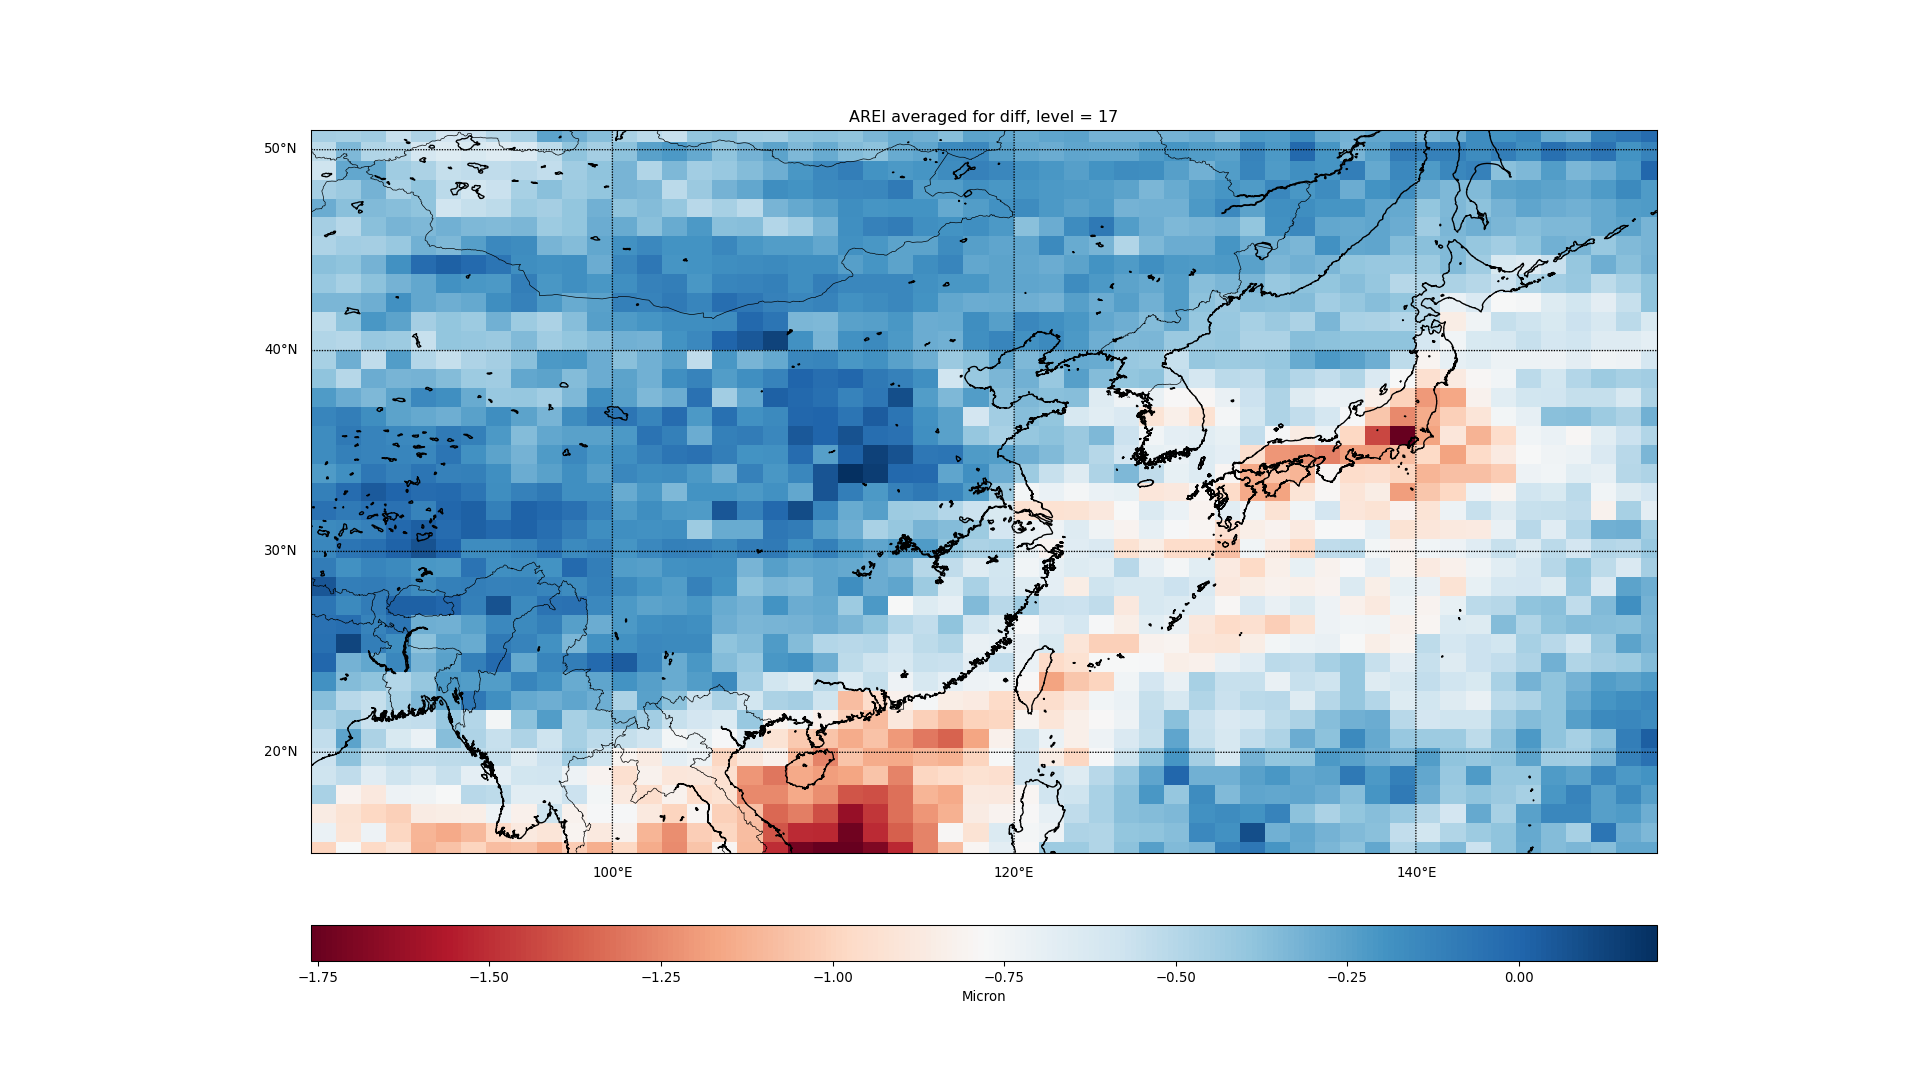 AREI averaged for diff, level = 17
50°N
40°N
30°N
20°N
100°E 120°E 140°E
−1.75 −1.50 −1.25 −1.00 −0.75 −0.50 −0.25 0.00
Micron